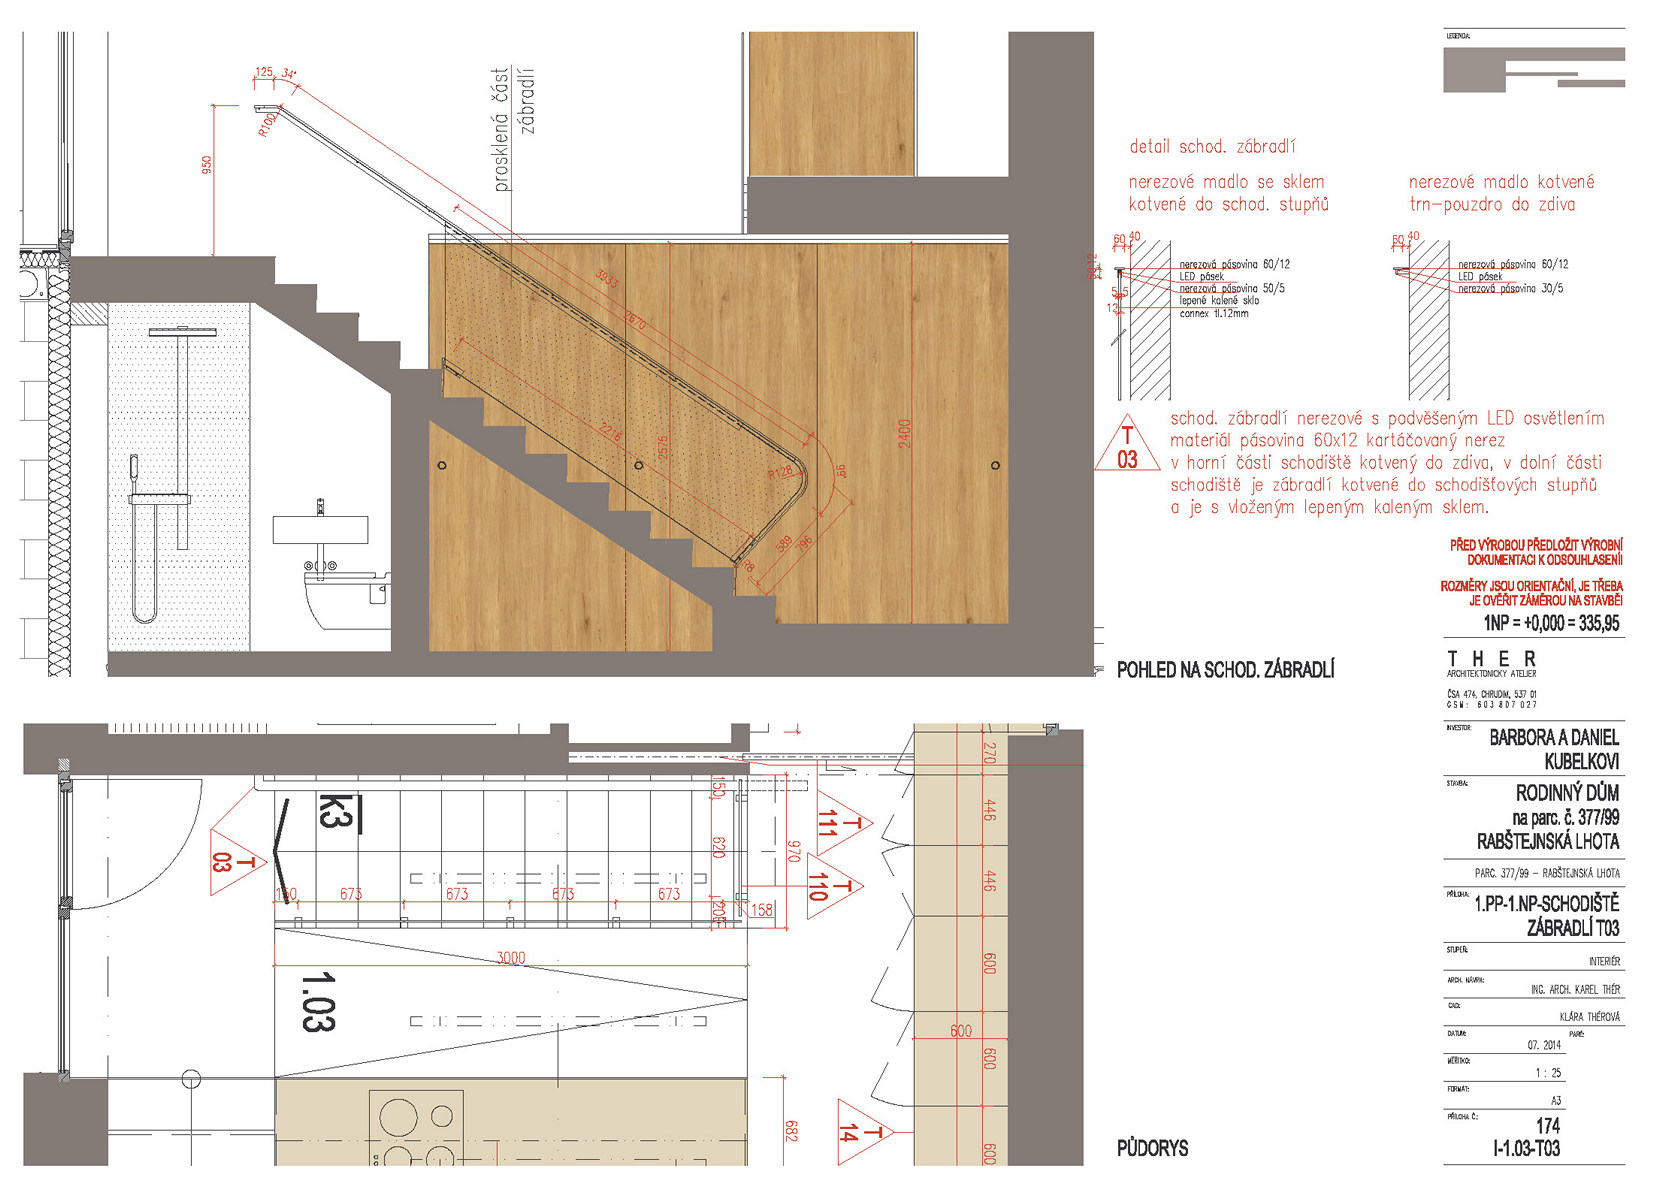 125
34°
R100
950
prosklená část
zábradlí
3933
2670
2216
2575
2400
R128
99°
589
796
R8
POHLED NA SCHOD. ZÁBRADLÍ
detail schod. zábradlí
nerezové madlo se sklem
kotvené do schod. stupňů
60
40
nerezová pásovina 60/12
LED pásek
nerezová pásovina 50/5
lepené kalené sklo
connex tl.12mm
5
5
12
nerezové madlo kotvené
trn-pouzdro do zdiva
60
40
nerezová pásovina 60/12
LED pásek
nerezová pásovina 30/5
T
03
schod. zábradlí nerezové s podvěšeným LED osvětlením
materiál pásovina 60x12 kartáčovaný nerez
v horní části schodiště kotvený do zdiva, v dolní části
schodiště je zábradlí kotvené do schodišťových stupňů
a je s vloženým lepeným kaleným sklem.
LEGENDA:
PŘED VÝROBOU PŘEDLOŽIT VÝROBNÍ
DOKUMENTACI K ODSOUHLASENÍ!
ROZMĚRY JSOU ORIENTAČNÍ, JE TŘEBA
JE OVĚŘIT ZÁMĚROU NA STAVBĚ!
1NP = +0,000 = 335,95
THER
ARCHITEKTONICKY ATELIER
ČSA 474, CHRUDIM, 537 01
GSM: 603 807 027
INVESTOR:
BARBORA A DANIEL
KUBELKOVI
STAVBA:
RODINNÝ DŮM
na parc. č. 377/99
RABŠTEJNSKÁ LHOTA
PARC. 377/99 – RABŠTEJNSKÁ LHOTA
PŘÍLOHA:
1.PP-1.NP-SCHODIŠTĚ
ZÁBRADLÍ T03
STUPEŇ:
INTERIÉR
ARCH. NÁVRH:
ING. ARCH. KAREL THÉR
CAD:
KLÁRA THÉROVÁ
DATUM:
PARÉ:
07. 2014
MĚŘÍTKO:
1 : 25
FORMÁT:
A3
PŘÍLOHA Č.:
174
I-1.03-T03
k3
T
03
150
673
673
673
673
158
150
620
120
970
T
111
T
110
270
446
446
600
600
600
600
3000
1.03
682
T
14
PŮDORYS